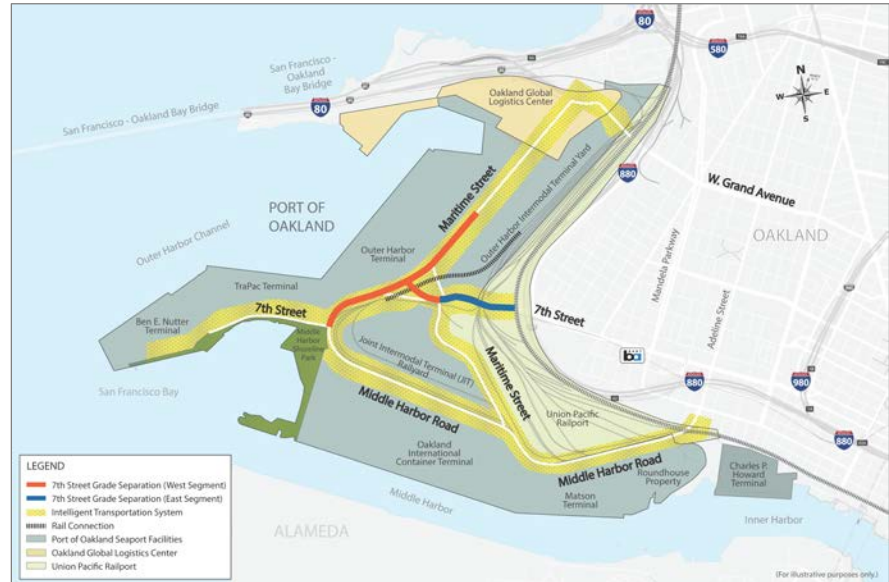 80
580
San Francisco -
Oakland
Bay Bridge
San Francisco - Oakland Bay Bridge
80
Oakland Global
Logistics Center
N
W
E
S
880
W. Grand Avenue
PORT OF
OAKLAND
Maritime Street
Outer Harbor Intermodal Terminal Yard
OAKLAND
Mandela Parkway
Outer Harbor Channel
Outer Harbor
Terminal
Adeline Street
TraPac Terminal
7th Street
7th Street
Ben E. Nutter
Terminal
Middle
Harbor
Shoreline
Park
Joint Intermodal Terminal (JIT)
Railyard
Maritime Street
ba
San Francisco Bay
880
980
Middle Harbor Road
Union Pacific
Railport
880
Oakland
International
Container Terminal
Middle Harbor Road
Roundhouse
Property
Charles P.
Howard
Terminal
Matson
Terminal
Middle Harbor
Inner Harbor
ALAMEDA
LEGEND
7th Street Grade Separation (West Segment)
7th Street Grade Separation (East Segment)
Intelligent Transportation System
Rail Connection
Port of Oakland Seaport Facilities
Oakland Global Logistics Center
Union Pacific Railport
(For illustrative purposes only.)